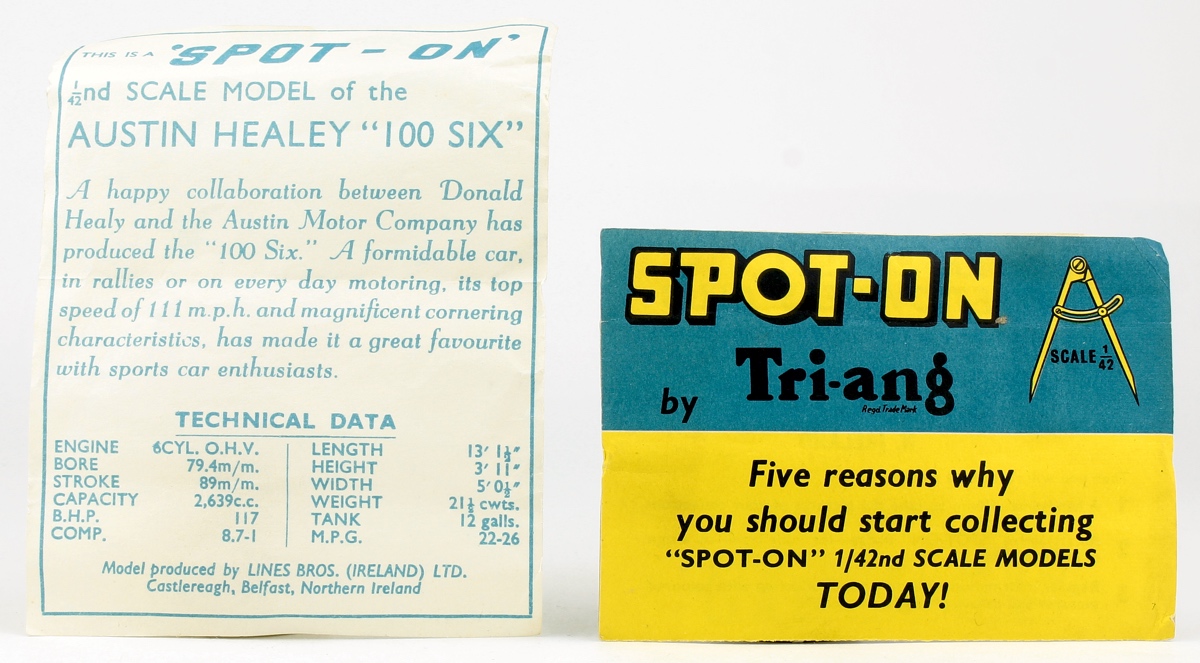 THIS IS A 'SPOT-ON'
1/42nd SCALE MODEL of the
AUSTIN HEALEY "100 SIX"
A happy collaboration between Donald
Healy and the Austin Motor Company has
produced the "100 Six." A formidable car,
in rallies or on every day motoring, its top
speed of 111 m.p.h. and magnificent cornering
characteristics, has made it a great favourite
with sports car enthusiasts.
TECHNICAL DATA
ENGINE 6CYL. O.H.V.
BORE 79.4m/m.
STROKE 89m/m.
CAPACITY 2,639c.c.
B.H.P. 117
COMP. 8.7-1
LENGTH 13' 1½"
HEIGHT 3' 11"
WIDTH 5' 0½"
WEIGHT 21½ cwts.
TANK 12 galls.
M.P.G. 22-26
Model produced by LINES BROS. (IRELAND) LTD.
Castlereagh, Belfast, Northern Ireland
SPOT-ON
by Tri-ang
Regd. Trade Mark
SCALE 1/42
Five reasons why
you should start collecting
"SPOT-ON" 1/42nd SCALE MODELS
TODAY!